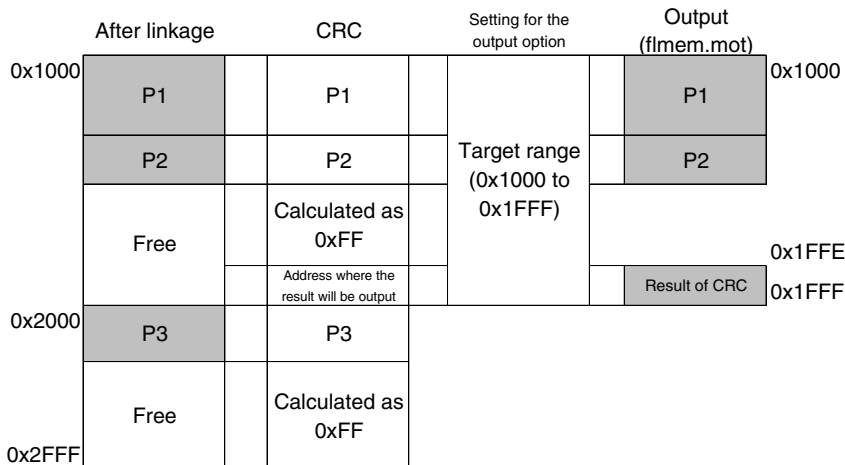 After linkage
CRC
Setting for the
output option
Output
(flmem.mot)
0x1000
P1
P1
Target range
(0x1000 to
0x1FFF)
P1
0x1000
P2
P2
P2
Free
Calculated as
0xFF
0x1FFE
Address where the
result will be output
Result of CRC
0x1FFF
0x2000
P3
P3
Free
Calculated as
0xFF
0x2FFF